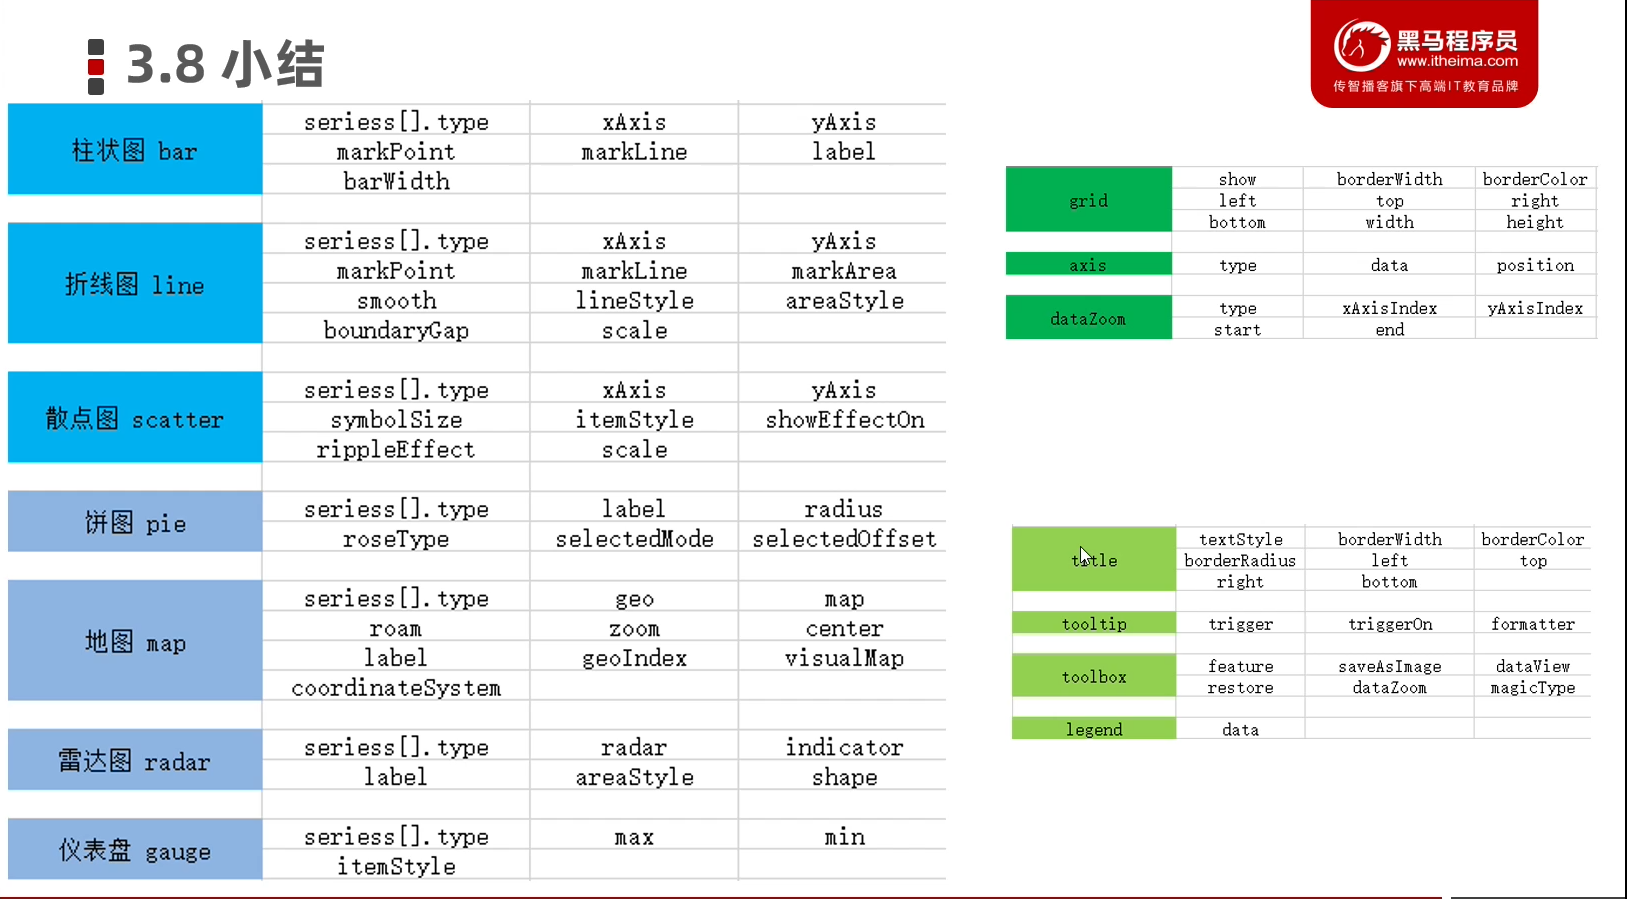 3.8 小结
黑马程序员
www.itheima.com
传智播客旗下高端IT教育品牌
柱状图 bar
seriess[].type xAxis yAxis
markPoint markLine label
barWidth
折线图 line
seriess[].type xAxis yAxis
markPoint markLine markArea
smooth lineStyle areaStyle
boundaryGap scale
散点图 scatter
seriess[].type xAxis yAxis
symbolSize itemStyle showEffectOn
rippleEffect scale
饼图 pie
seriess[].type label radius
roseType selectedMode selectedOffset
地图 map
seriess[].type geo map
roam zoom center
label geoIndex visualMap
coordinateSystem
雷达图 radar
seriess[].type radar indicator
label areaStyle shape
仪表盘 gauge
seriess[].type max min
itemStyle
grid
show borderWidth borderColor
left top right
bottom width height
axis type data position
dataZoom
type xAxisIndex yAxisIndex
start end
title
textStyle borderWidth borderColor
borderRadius left top
right bottom
tooltip trigger triggerOn formatter
toolbox
feature saveAsImage dataView
restore dataZoom magicType
legend data